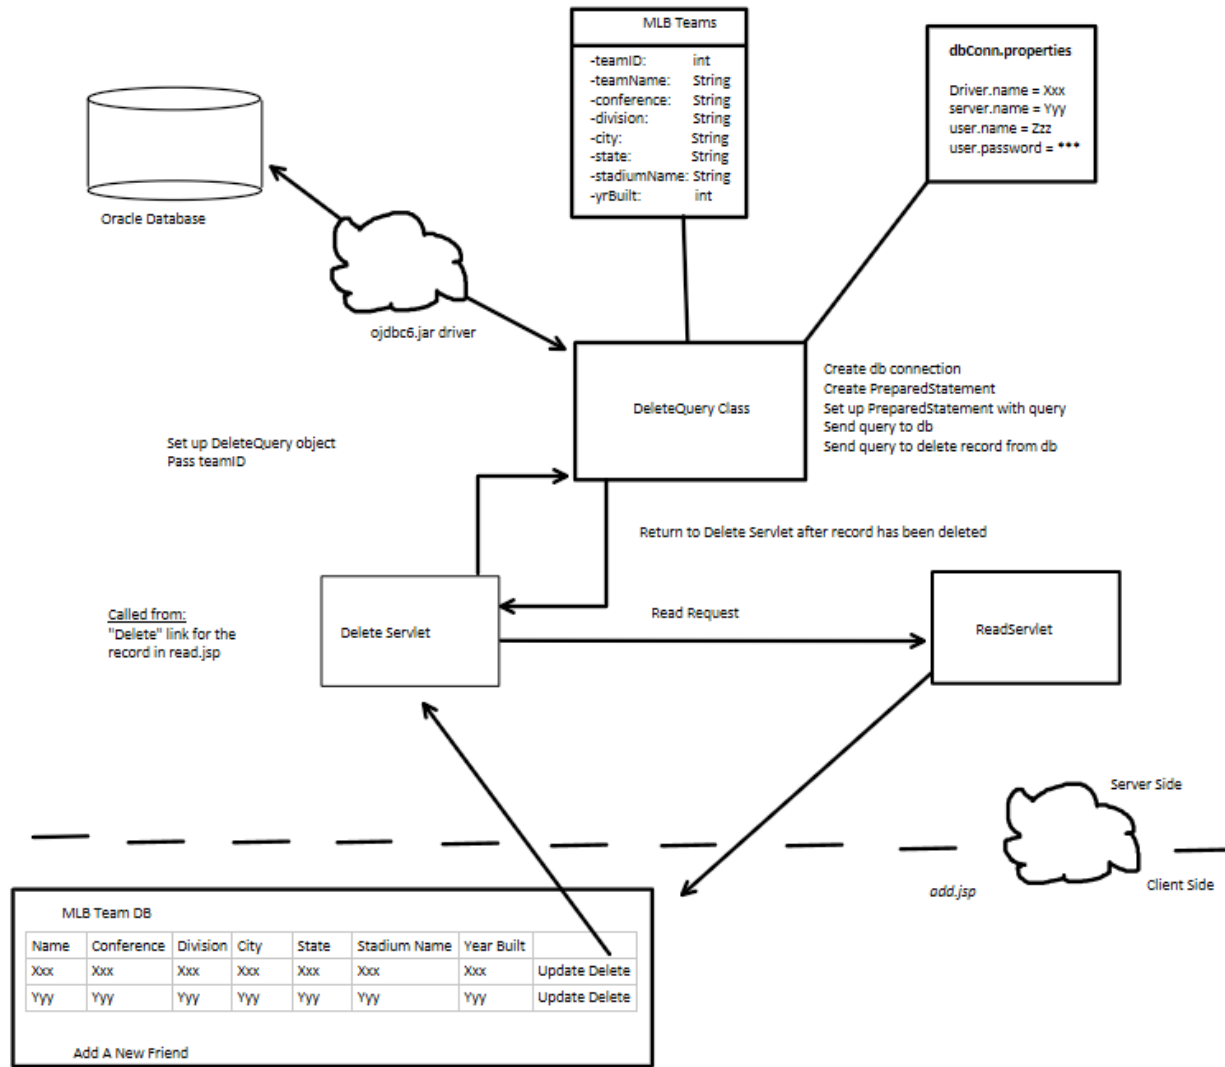 MLB Teams
-teamID: int
-teamName: String
-conference: String
-division: String
-city: String
-state: String
-stadiumName: String
-yrBuilt: int
dbConn.properties
Driver.name = Xxx
server.name = Yyy
user.name = Zzz
user.password = ***
Oracle Database
ojdbc6.jar driver
DeleteQuery Class
Create db connection
Create PreparedStatement
Set up PreparedStatement with query
Send query to db
Send query to delete record from db
Set up DeleteQuery object
Pass teamID
Return to Delete Servlet after record has been deleted
Called from:
"Delete" link for the
record in read.jsp
Delete Servlet
Read Request
ReadServlet
Server Side
Client Side
add.jsp
MLB Team DB
Name Conference Division City State Stadium Name Year Built
Xxx Xxx Xxx Xxx Xxx Xxx Xxx Update Delete
Yyy Yyy Yyy Yyy Yyy Yyy Yyy Update Delete
Add A New Friend